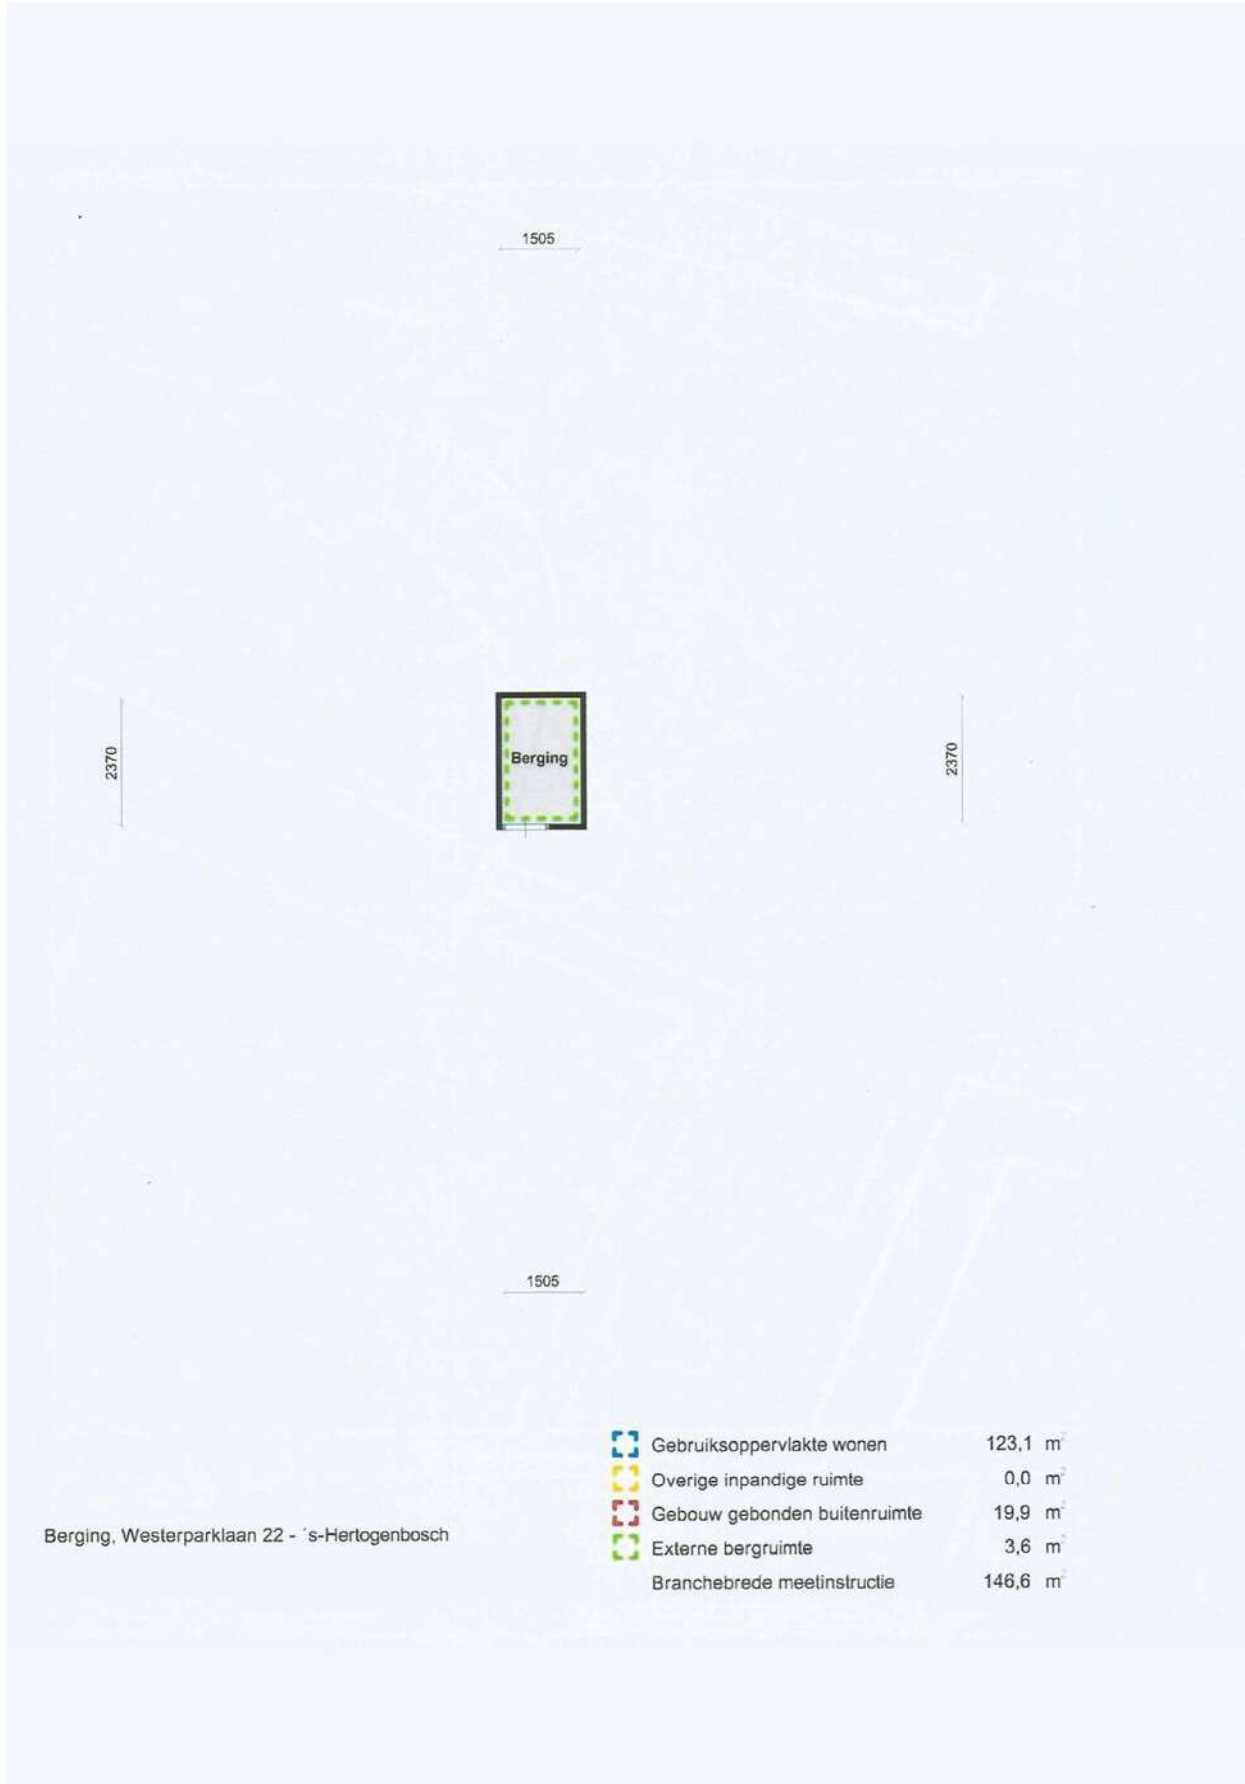 1505
2370
2370
Berging
1505
Gebruiksoppervlakte wonen 123,1 m²
Overige inpandige ruimte 0,0 m²
Gebouw gebonden buitenruimte 19,9 m²
Externe bergruimte 3,6 m²
Branchebrede meetinstructie 146,6 m²
Berging, Westerparklaan 22 - ´s-Hertogenbosch